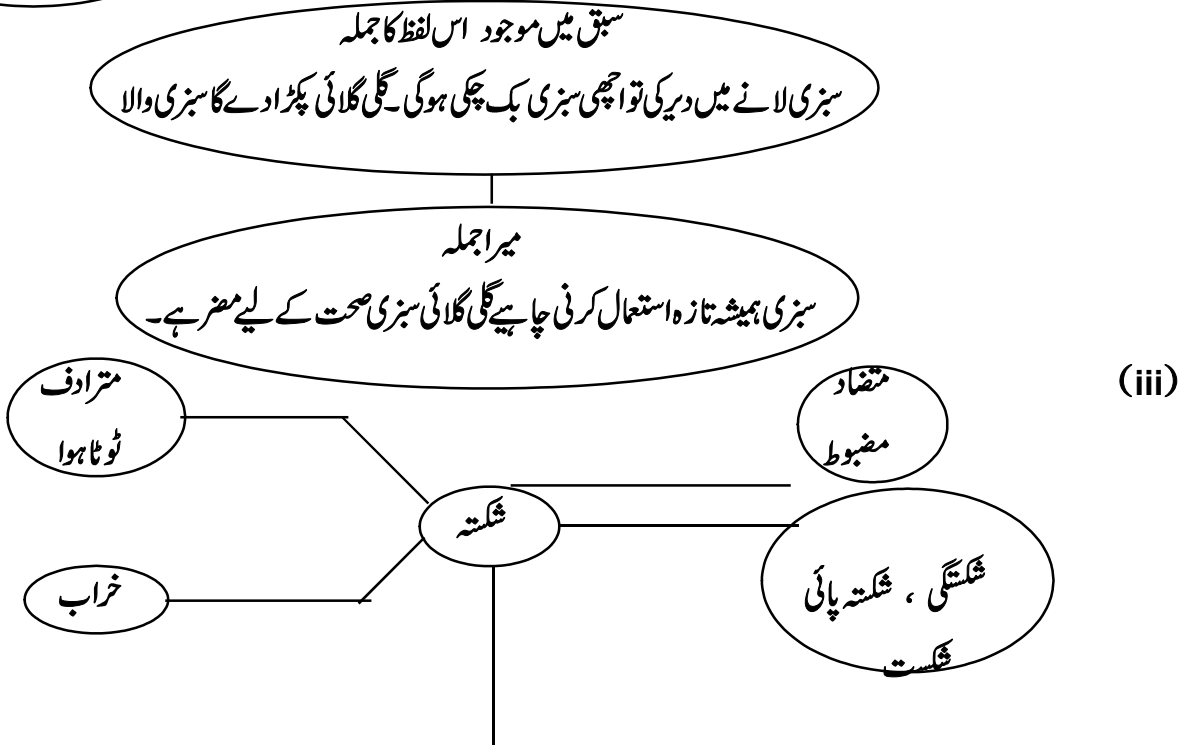 سبق میں موجود اس لفظ کا جملہ
سبزی لانے میں دیر کی تو اچھی سبزی بک چکی ہوگی۔ گلی گلائی پکڑا دے گا سبزی والا
میرا جملہ
سبزی ہمیشہ تازہ استعمال کرنی چاہیے گلی گلائی سبزی صحت کے لیے مضر ہے۔
(iii)
متضاد
مضبوط
مترادف
ٹوٹا ہوا
شکستہ
شکستگی ، شکستہ پائی
شکست
خراب